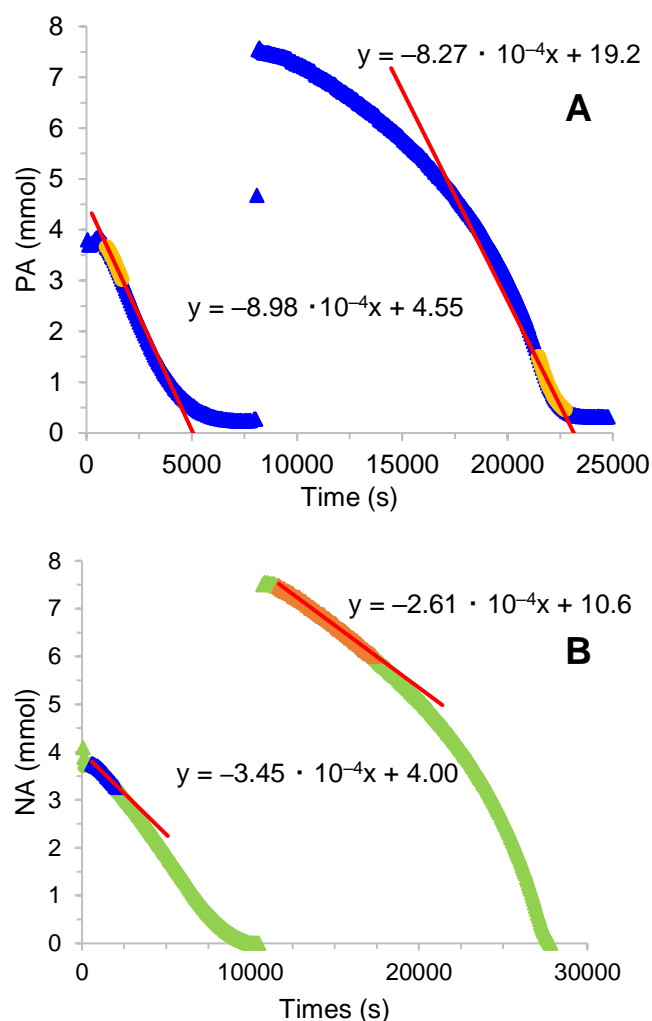 8
7
6
5
4
3
2
1
0
PA (mmol)
y = –8.27 · 10⁻⁴x + 19.2
A
y = –8.98 · 10⁻⁴x + 4.55
0 5000 10000 15000 20000 25000
Time (s)
8
7
6
5
4
3
2
1
0
NA (mmol)
y = –2.61 · 10⁻⁴x + 10.6
B
y = –3.45 · 10⁻⁴x + 4.00
0 10000 20000 30000
Times (s)